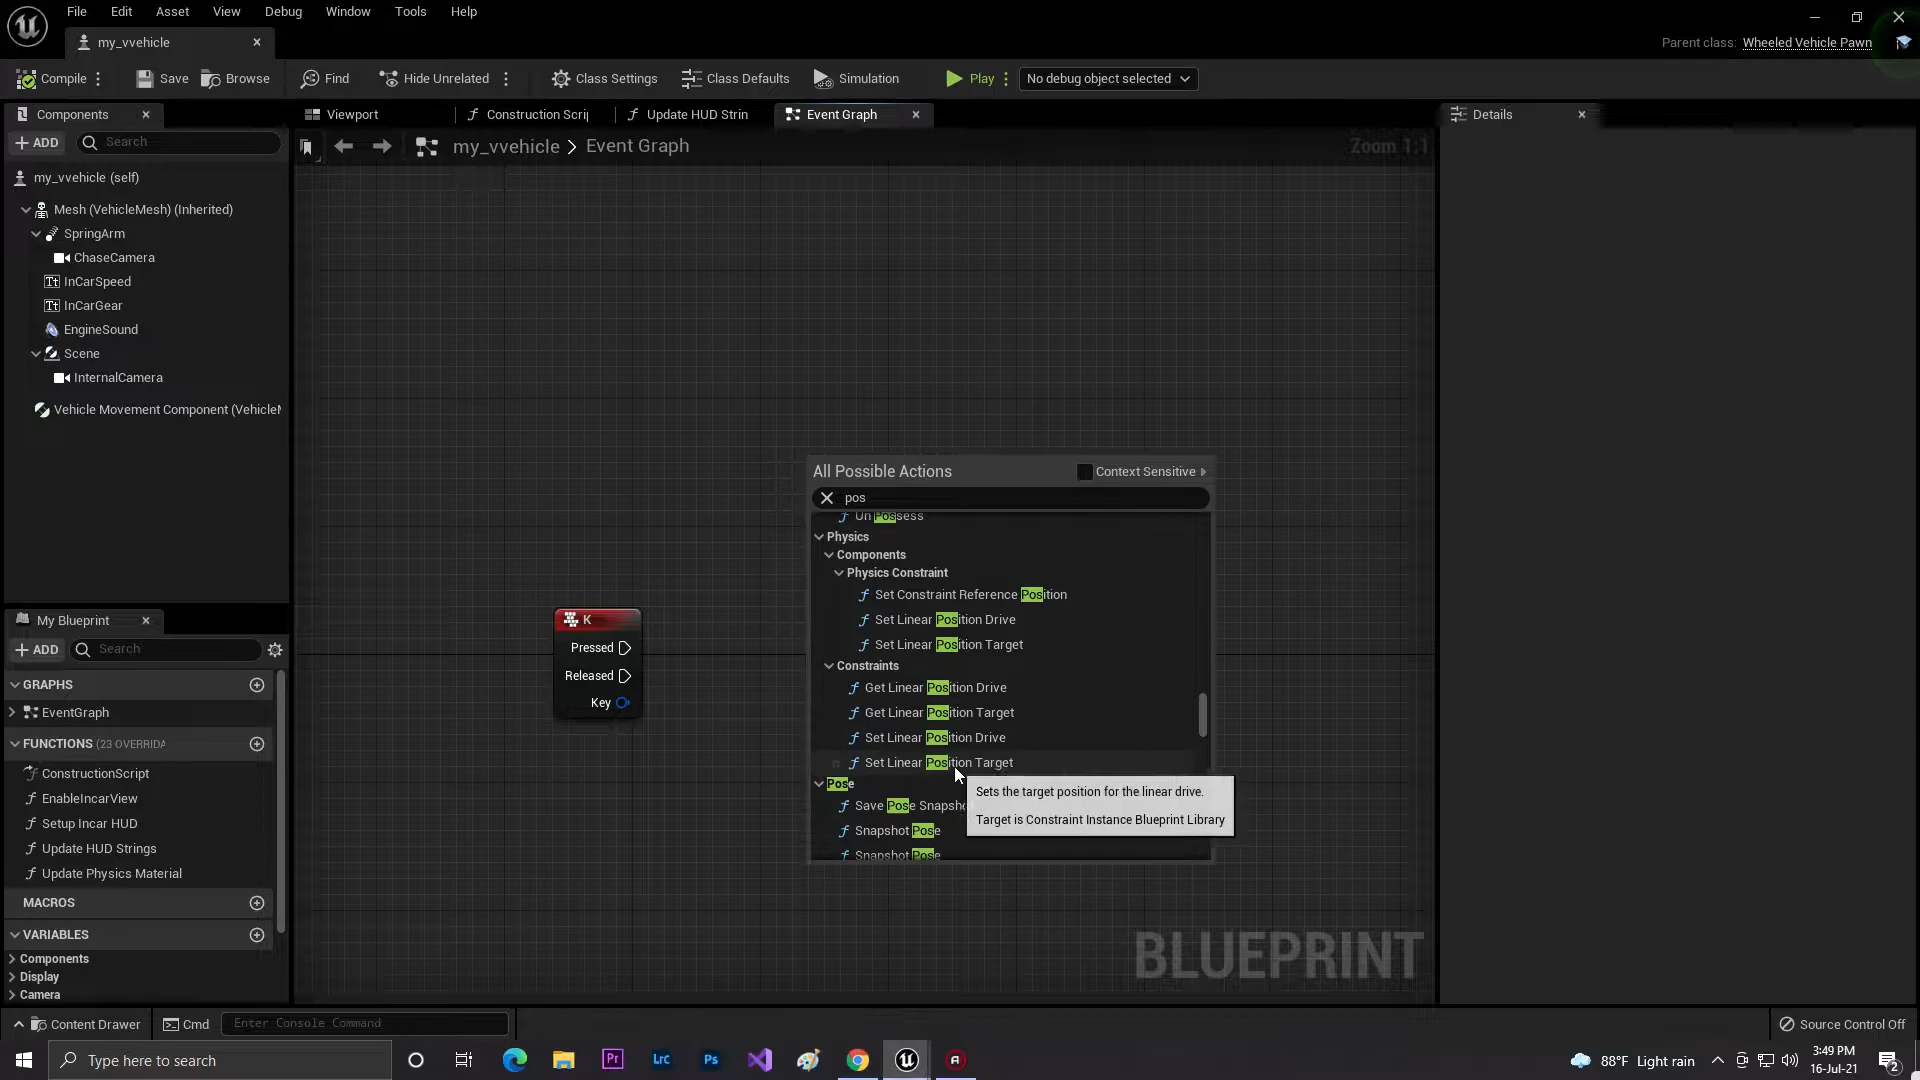 File Edit Asset View Debug Window Tools Help
my_vvehicle
Parent class: Wheeled Vehicle Pawn
Compile Save Browse Find Hide Unrelated Class Settings Class Defaults Simulation Play No debug object selected
Components
Viewport Construction Scrip Update HUD Strin Event Graph
Details
ADD Search
my_vvehicle > Event Graph
Zoom 1:1
my_vvehicle (self)
Mesh (VehicleMesh) (Inherited)
SpringArm
ChaseCamera
InCarSpeed
InCarGear
EngineSound
Scene
InternalCamera
Vehicle Movement Component (VehicleM
All Possible Actions Context Sensitive
pos
Un Possess
Physics
Components
Physics Constraint
Set Constraint Reference Position
Set Linear Position Drive
Set Linear Position Target
Constraints
Get Linear Position Drive
Get Linear Position Target
Set Linear Position Drive
Set Linear Position Target
Pose
Save Pose Snapshot
Snapshot Pose
Snapshot Pose
Sets the target position for the linear drive.
Target is Constraint Instance Blueprint Library
K
Pressed
Released
Key
My Blueprint
ADD Search
GRAPHS
EventGraph
FUNCTIONS (23 OVERRIDA
ConstructionScript
EnableIncarView
Setup Incar HUD
Update HUD Strings
Update Physics Material
MACROS
VARIABLES
Components
Display
Camera
BLUEPRINT
Content Drawer Cmd Enter Console Command
Source Control Off
Type here to search
Pr Lrc Ps
88°F Light rain
3:49 PM
16-Jul-21
2